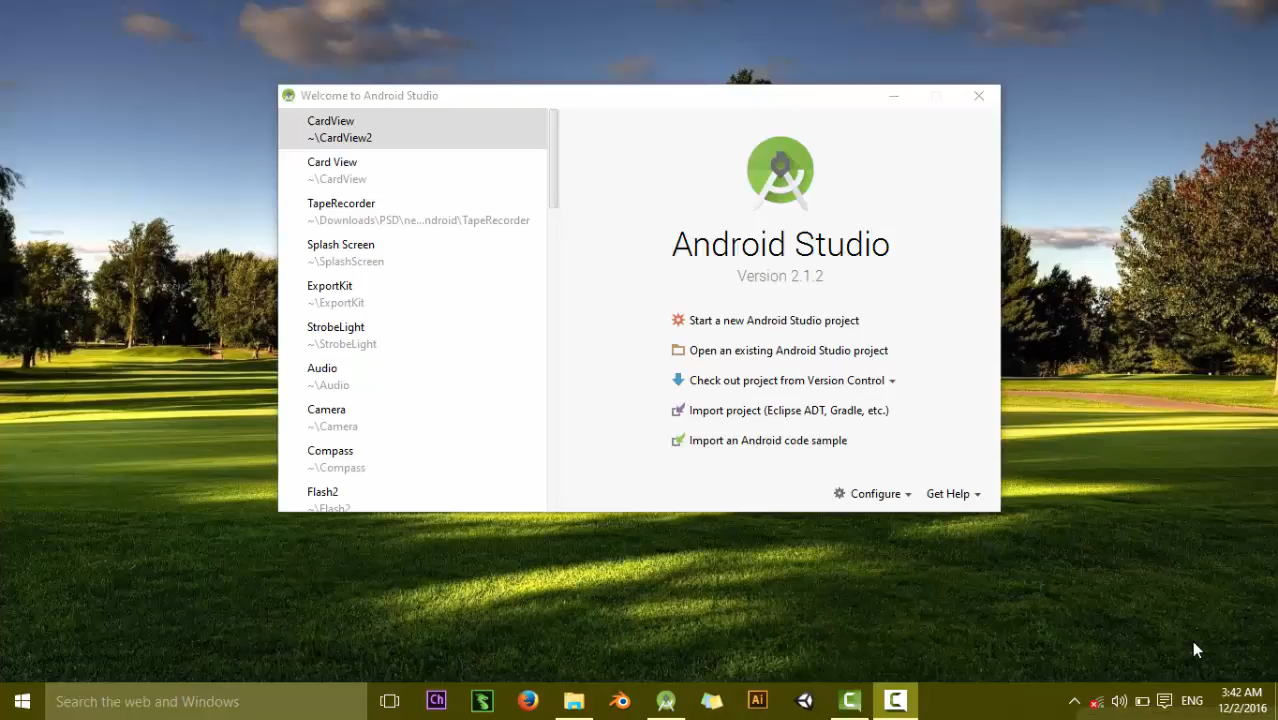 Welcome to Android Studio
CardView
~\CardView2
Card View
~\CardView
TapeRecorder
~\Downloads\PSD\ne...ndroid\TapeRecorder
Splash Screen
~\SplashScreen
ExportKit
~\ExportKit
StrobeLight
~\StrobeLight
Audio
~\Audio
Camera
~\Camera
Compass
~\Compass
Flash2
~\Flash2
Android Studio
Version 2.1.2
Start a new Android Studio project
Open an existing Android Studio project
Check out project from Version Control
Import project (Eclipse ADT, Gradle, etc.)
Import an Android code sample
Configure
Get Help
Search the web and Windows
Ch
Ai
ENG
3:42 AM
12/2/2016